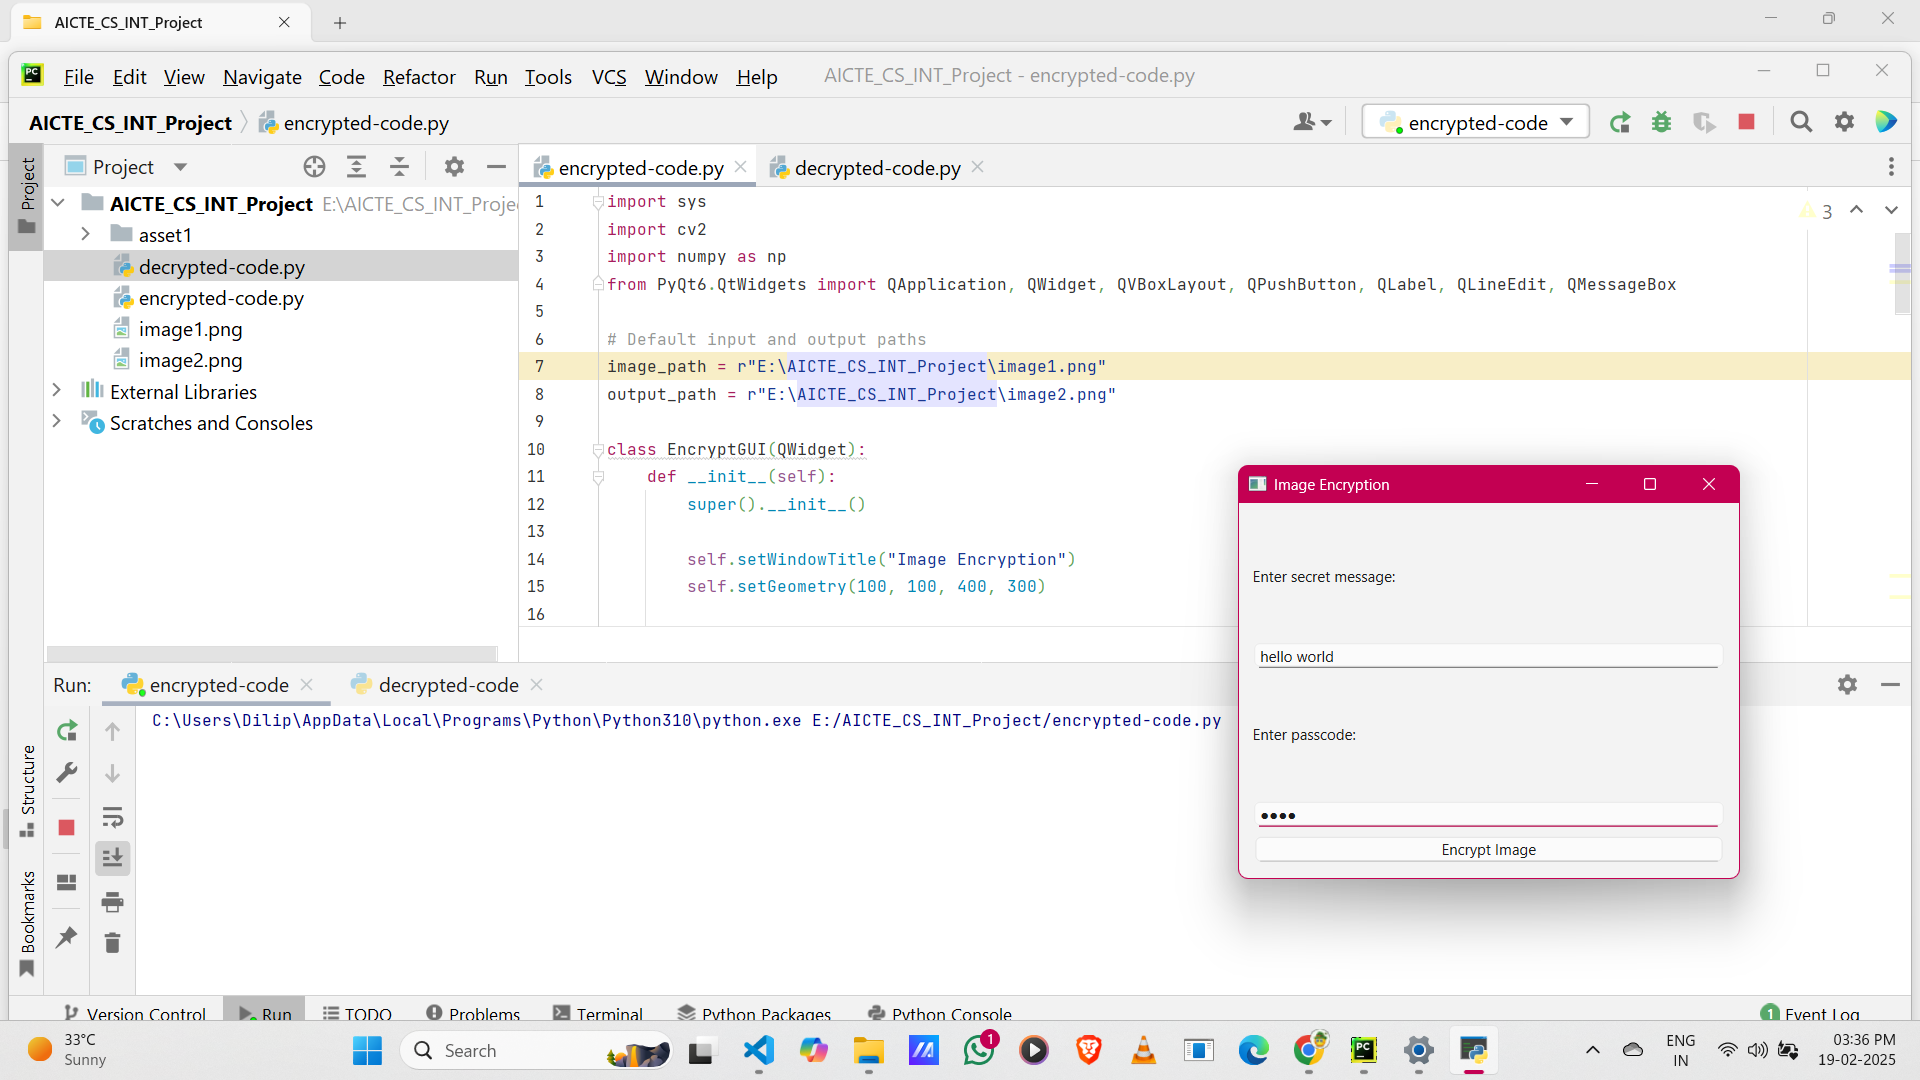 AICTE_CS_INT_Project
PC
File Edit View Navigate Code Refactor Run Tools VCS Window Help AICTE_CS_INT_Project - encrypted-code.py
AICTE_CS_INT_Project encrypted-code.py
encrypted-code
Project
Project
encrypted-code.py
decrypted-code.py
AICTE_CS_INT_Project E:\AICTE_CS_INT_Proje
asset1
decrypted-code.py
encrypted-code.py
image1.png
image2.png
External Libraries
Scratches and Consoles
3
1 import sys
2 import cv2
3 import numpy as np
4 from PyQt6.QtWidgets import QApplication, QWidget, QVBoxLayout, QPushButton, QLabel, QLineEdit, QMessageBox
5
6 # Default input and output paths
7 image_path = r"E:\AICTE_CS_INT_Project\image1.png"
8 output_path = r"E:\AICTE_CS_INT_Project\image2.png"
9
10 class EncryptGUI(QWidget):
11 def __init__(self):
12 super().__init__()
13
14 self.setWindowTitle("Image Encryption")
15 self.setGeometry(100, 100, 400, 300)
16
Image Encryption
Enter secret message:
hello world
Enter passcode:
●●●●
Encrypt Image
Run: encrypted-code decrypted-code
C:\Users\Dilip\AppData\Local\Programs\Python\Python310\python.exe E:/AICTE_CS_INT_Project/encrypted-code.py
Structure
Bookmarks
Version Control Run TODO Problems Terminal Python Packages Python Console 1 Event Log
33°C
Sunny
Search
1
PC
ENG
IN
03:36 PM
19-02-2025